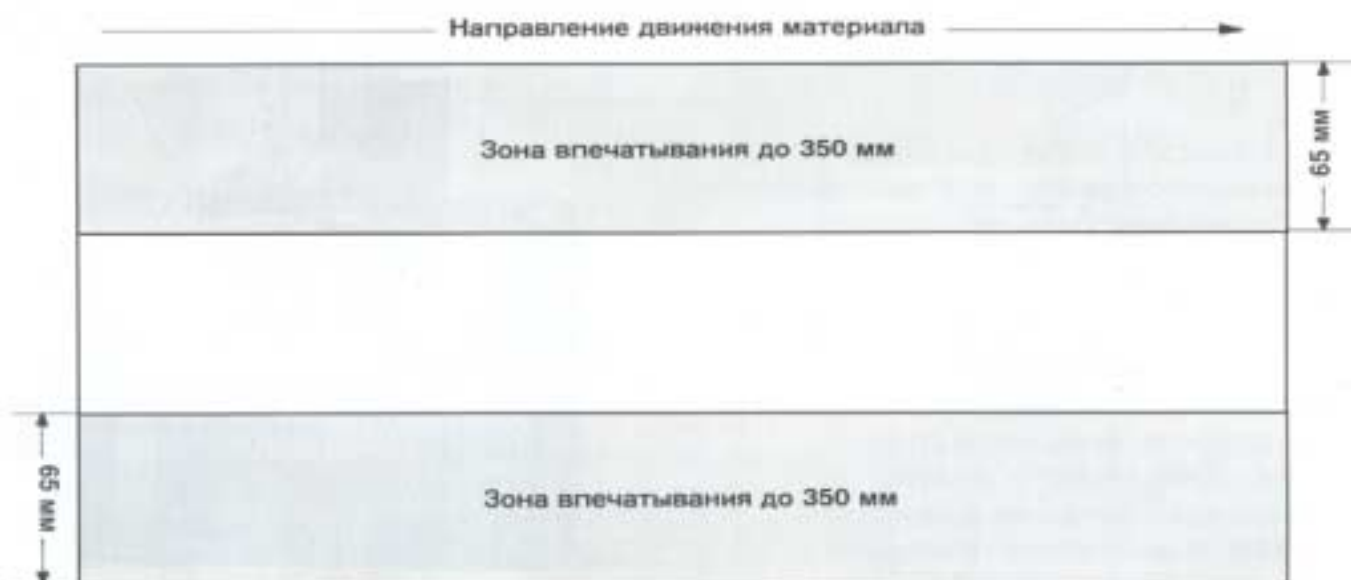 Направление движения материала
Зона впечатывания до 350 мм
65 мм
65 мм
Зона впечатывания до 350 мм